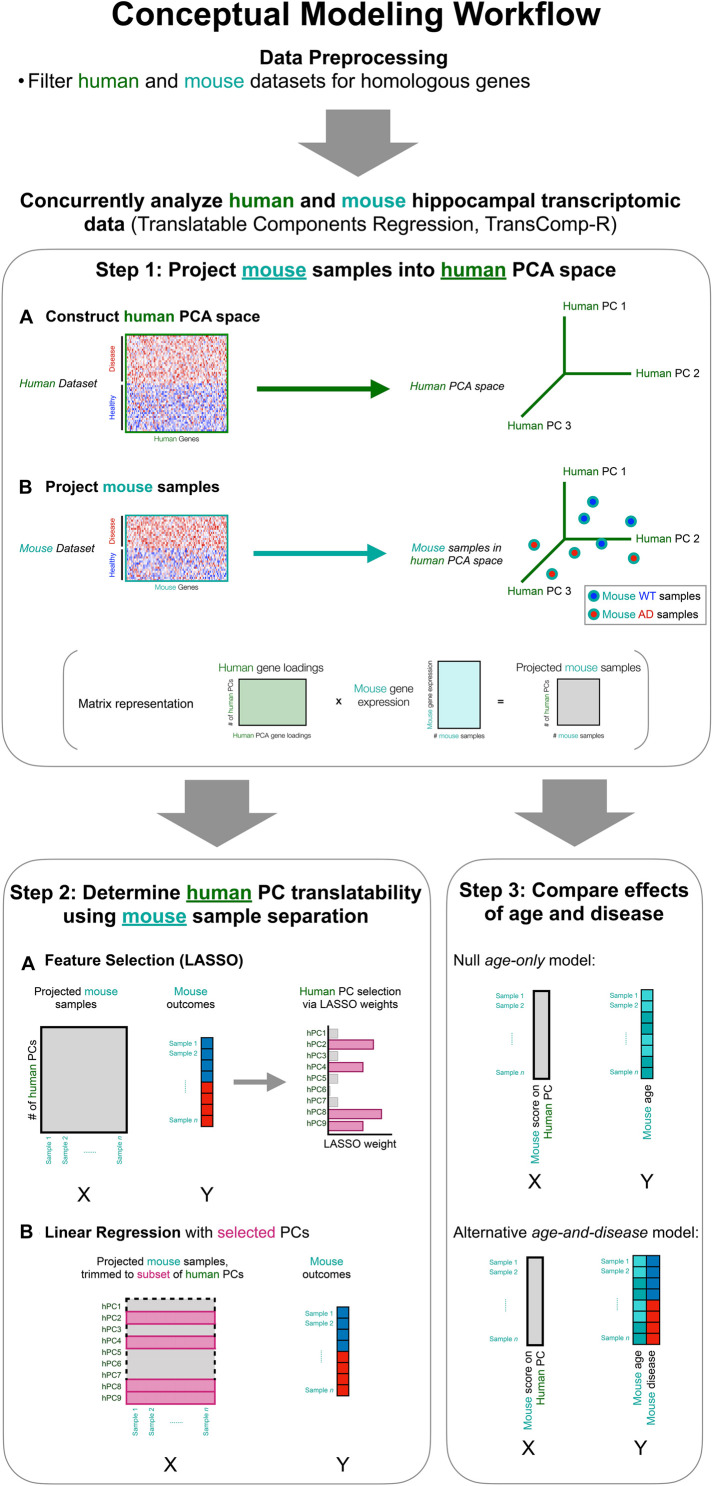 Conceptual Modeling Workflow
Data Preprocessing
• Filter human and mouse datasets for homologous genes
Concurrently analyze human and mouse hippocampal transcriptomic
data (Translatable Components Regression, TransComp-R)
Step 1: Project mouse samples into human PCA space
A Construct human PCA space
Human Dataset
Disease
Healthy
Human Genes
Human PCA space
Human PC 1
Human PC 2
Human PC 3
B Project mouse samples
Mouse Dataset
Disease
Healthy
Mouse Genes
Mouse samples in
human PCA space
Human PC 1
Human PC 2
Human PC 3
Mouse WT samples
Mouse AD samples
Matrix representation
Human gene loadings
# of human PCs
Human PCA gene loadings
x
Mouse gene
expression
Mouse gene expression
# mouse samples
=
Projected mouse samples
# of human PCs
# mouse samples
Step 2: Determine human PC translatability
using mouse sample separation
A Feature Selection (LASSO)
Projected mouse
samples
# of human PCs
Sample 1
Sample 2
......
Sample n
X
Mouse
outcomes
Sample 1
Sample 2
......
Sample n
Y
Human PC selection
via LASSO weights
hPC1
hPC2
hPC3
hPC4
hPC5
hPC6
hPC7
hPC8
hPC9
LASSO weight
B Linear Regression with selected PCs
Projected mouse samples,
trimmed to subset of human PCs
hPC1
hPC2
hPC3
hPC4
hPC5
hPC6
hPC7
hPC8
hPC9
Sample 1
Sample 2
......
Sample n
X
Mouse
outcomes
Sample 1
Sample 2
......
Sample n
Y
Step 3: Compare effects
of age and disease
Null age-only model:
Sample 1
Sample 2
......
Sample n
Mouse score on
Human PC
X
Sample 1
Sample 2
......
Sample n
Mouse age
Y
Alternative age-and-disease model:
Sample 1
Sample 2
......
Sample n
Mouse score on
Human PC
X
Sample 1
Sample 2
......
Sample n
Mouse age
Mouse disease
Y